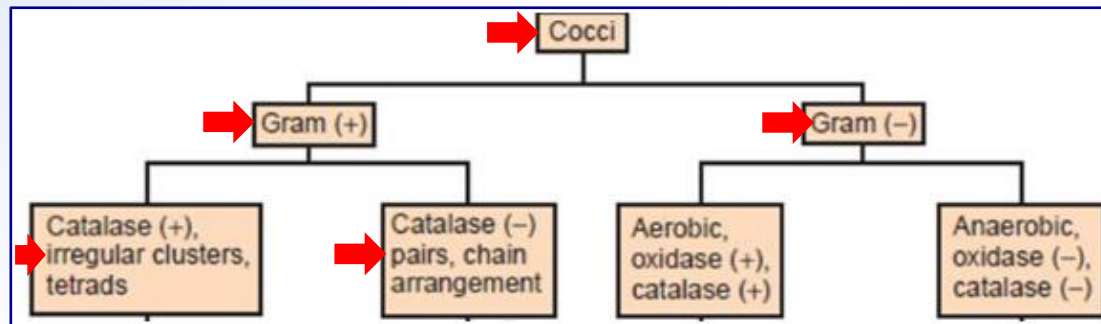 Cocci
Gram (+)
Gram (–)
Catalase (+),
irregular clusters,
tetrads
Catalase (–)
pairs, chain
arrangement
Aerobic,
oxidase (+),
catalase (+)
Anaerobic,
oxidase (–),
catalase (–)